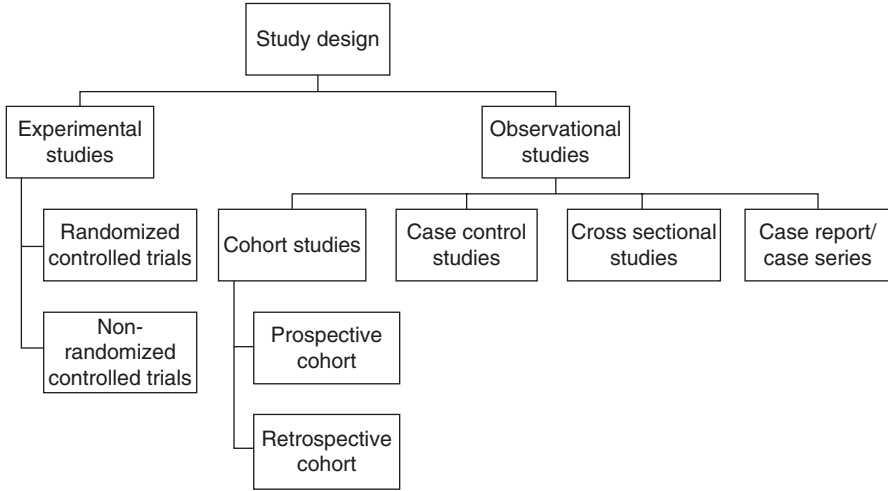 Study design
Experimental
studies
Observational
studies
Randomized
controlled trials
Non-
randomized
controlled trials
Cohort studies
Prospective
cohort
Retrospective
cohort
Case control
studies
Cross sectional
studies
Case report/
case series